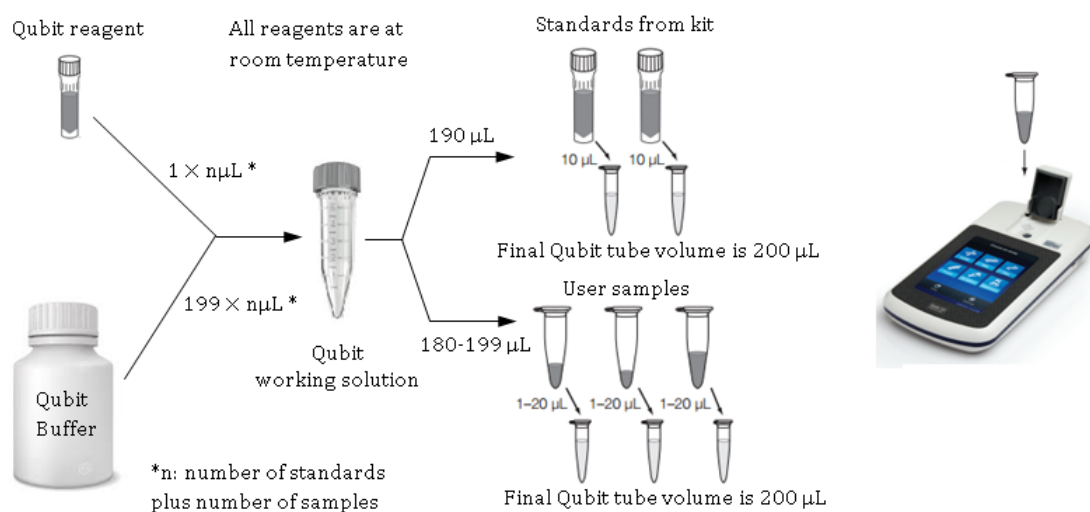 Qubit reagent
All reagents are at
room temperature
Standards from kit
1 × nμL *
190 μL
10 μL
10 μL
Final Qubit tube volume is 200 μL
199 × nμL *
User samples
180-199 μL
Qubit
working solution
1–20 μL
1–20 μL
1–20 μL
Qubit
Buffer
*n: number of standards
plus number of samples
Final Qubit tube volume is 200 μL